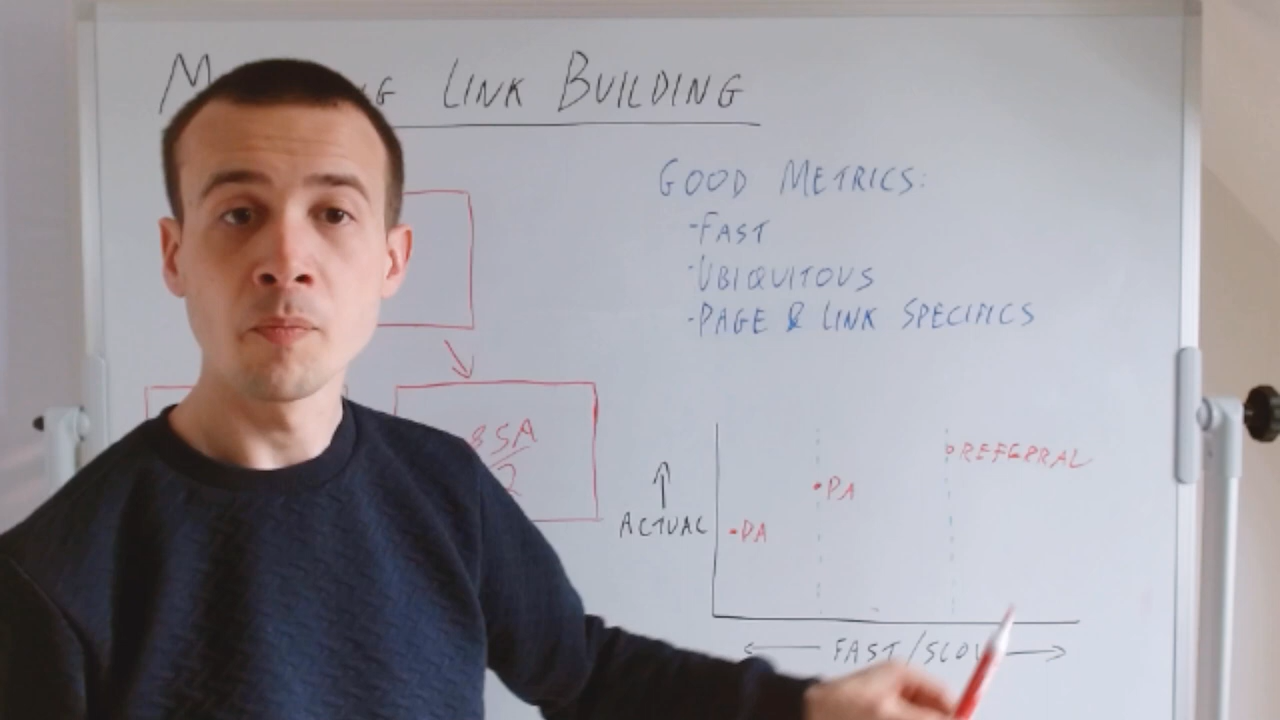 M G LINK BUILDING
GOOD METRICS:
-FAST
-UBIQUITOUS
-PAGE & LINK SPECIFICS
SA
2
REFERRAL
PA
ACTUAL
DA
FAST/SLOW